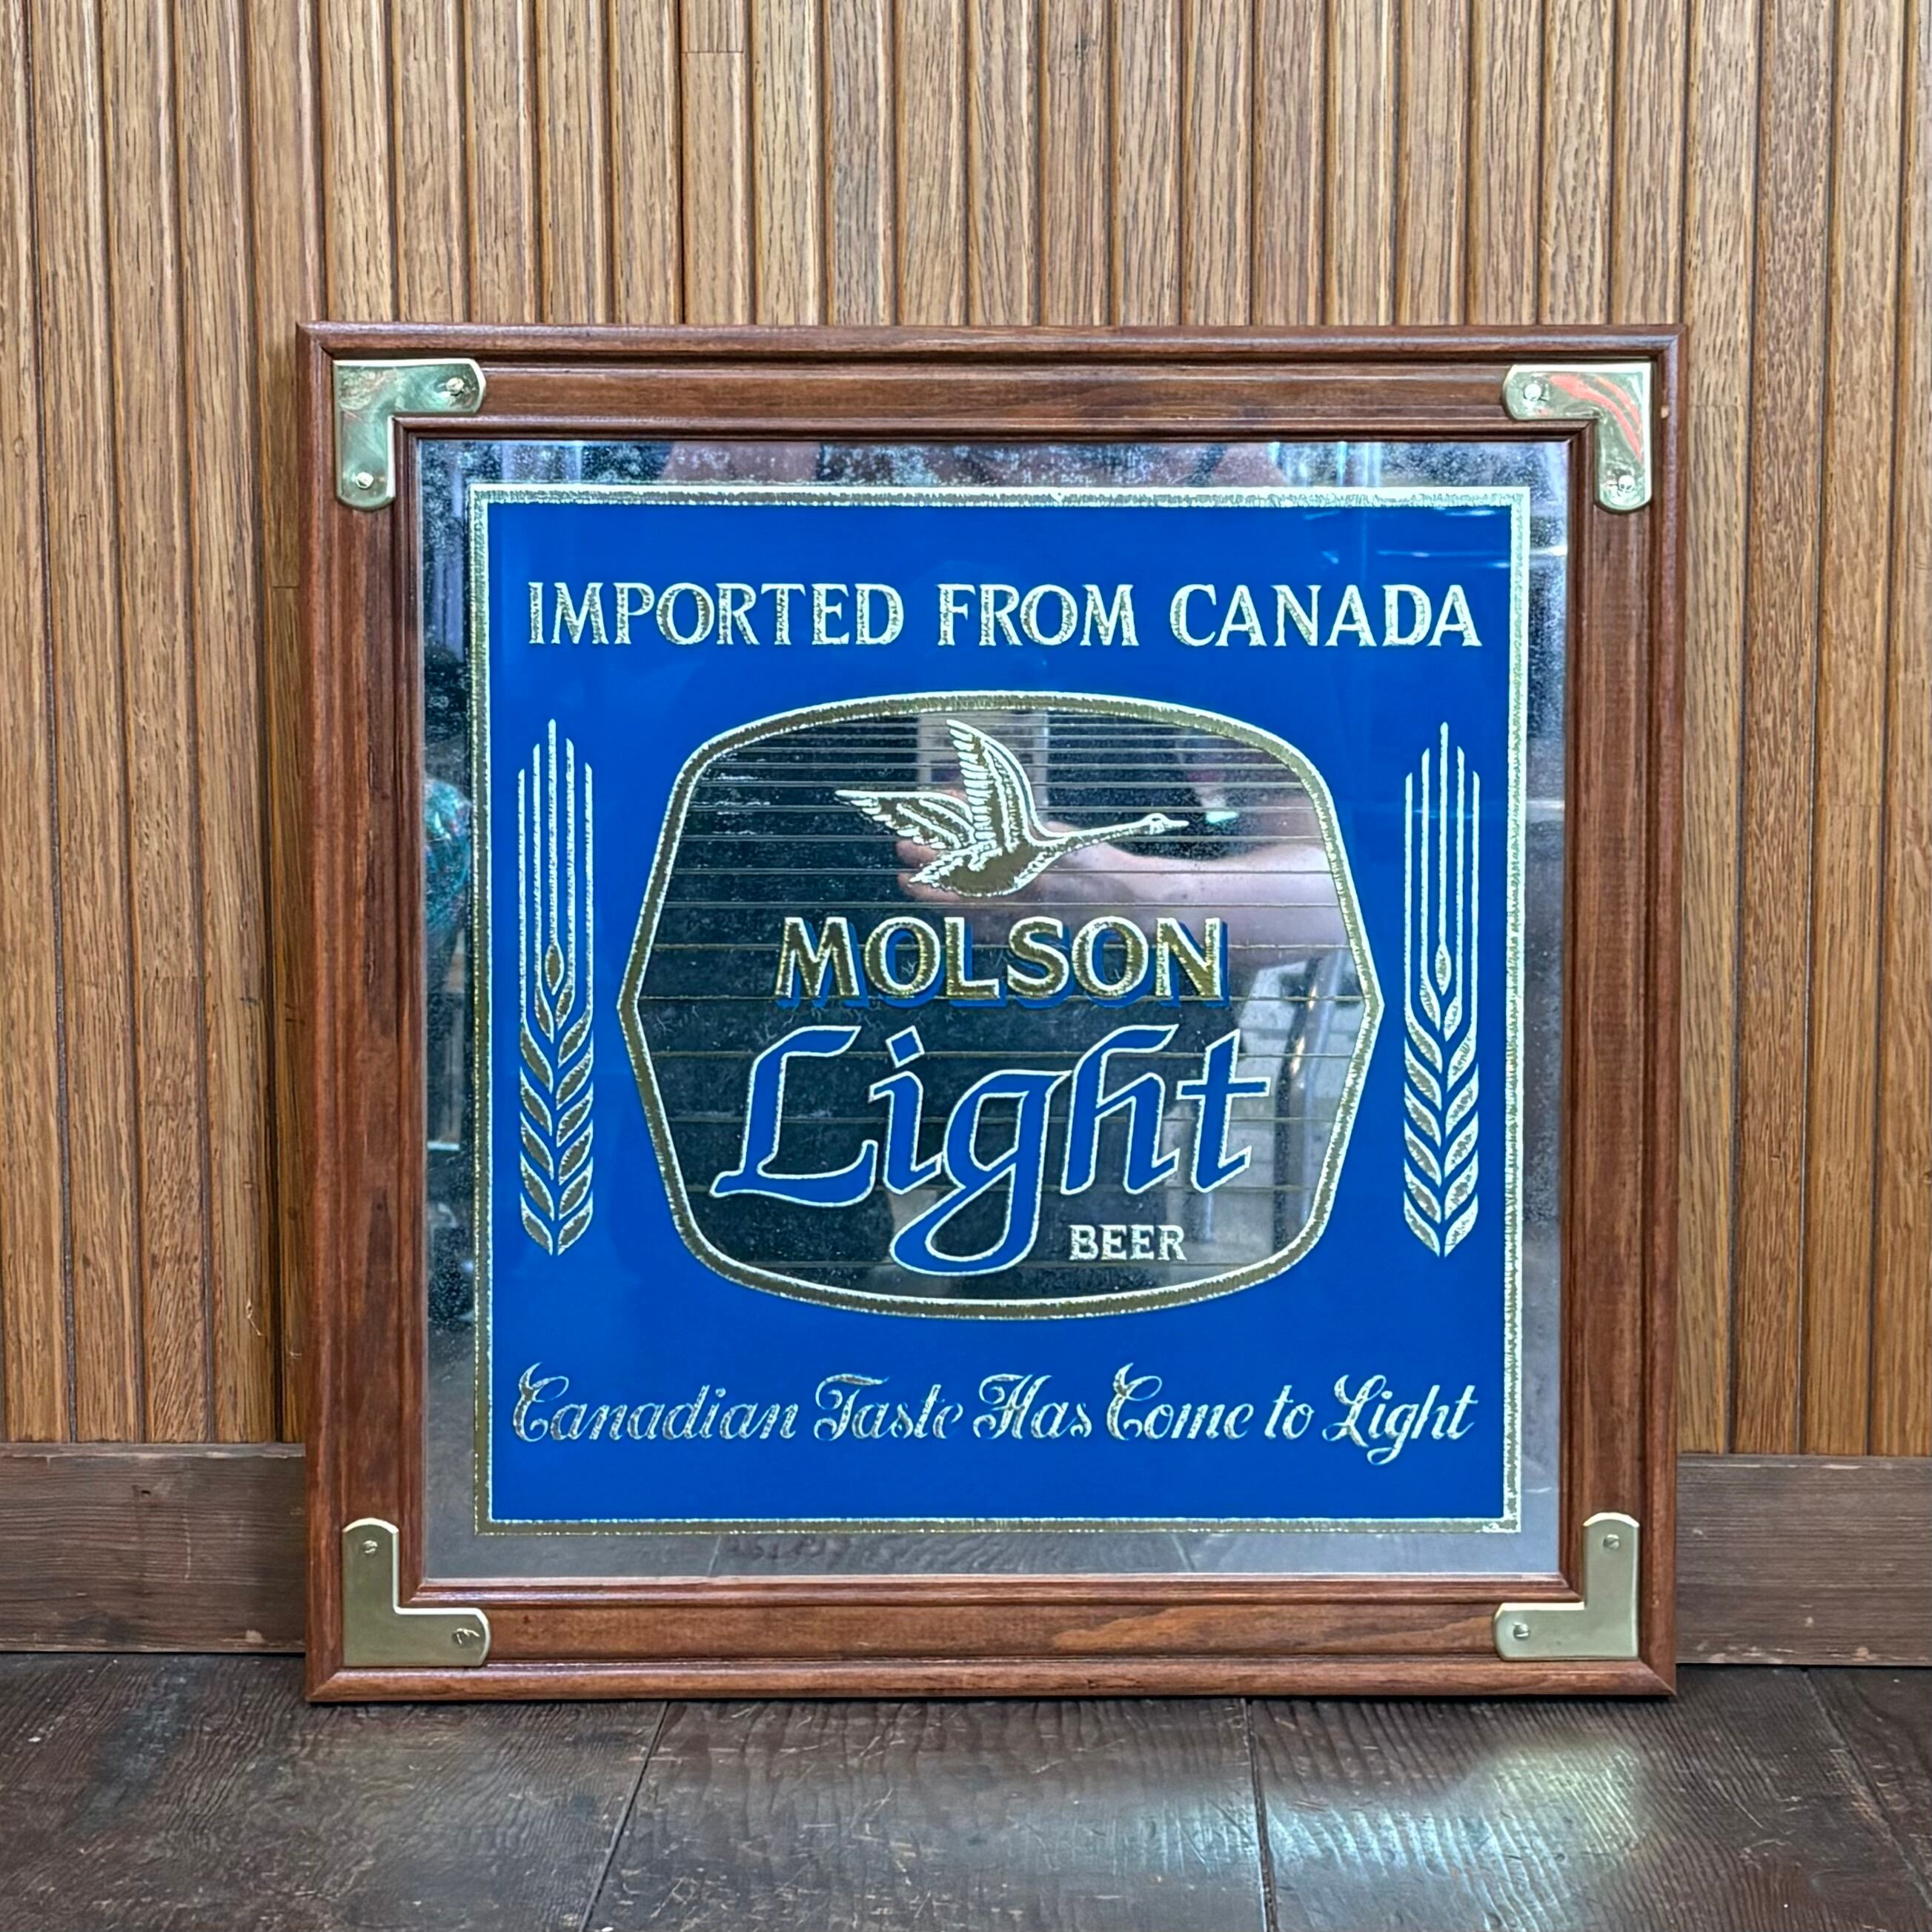 IMPORTED FROM CANADA
MOLSON
Light
BEER
Canadian Taste Has Come to Light